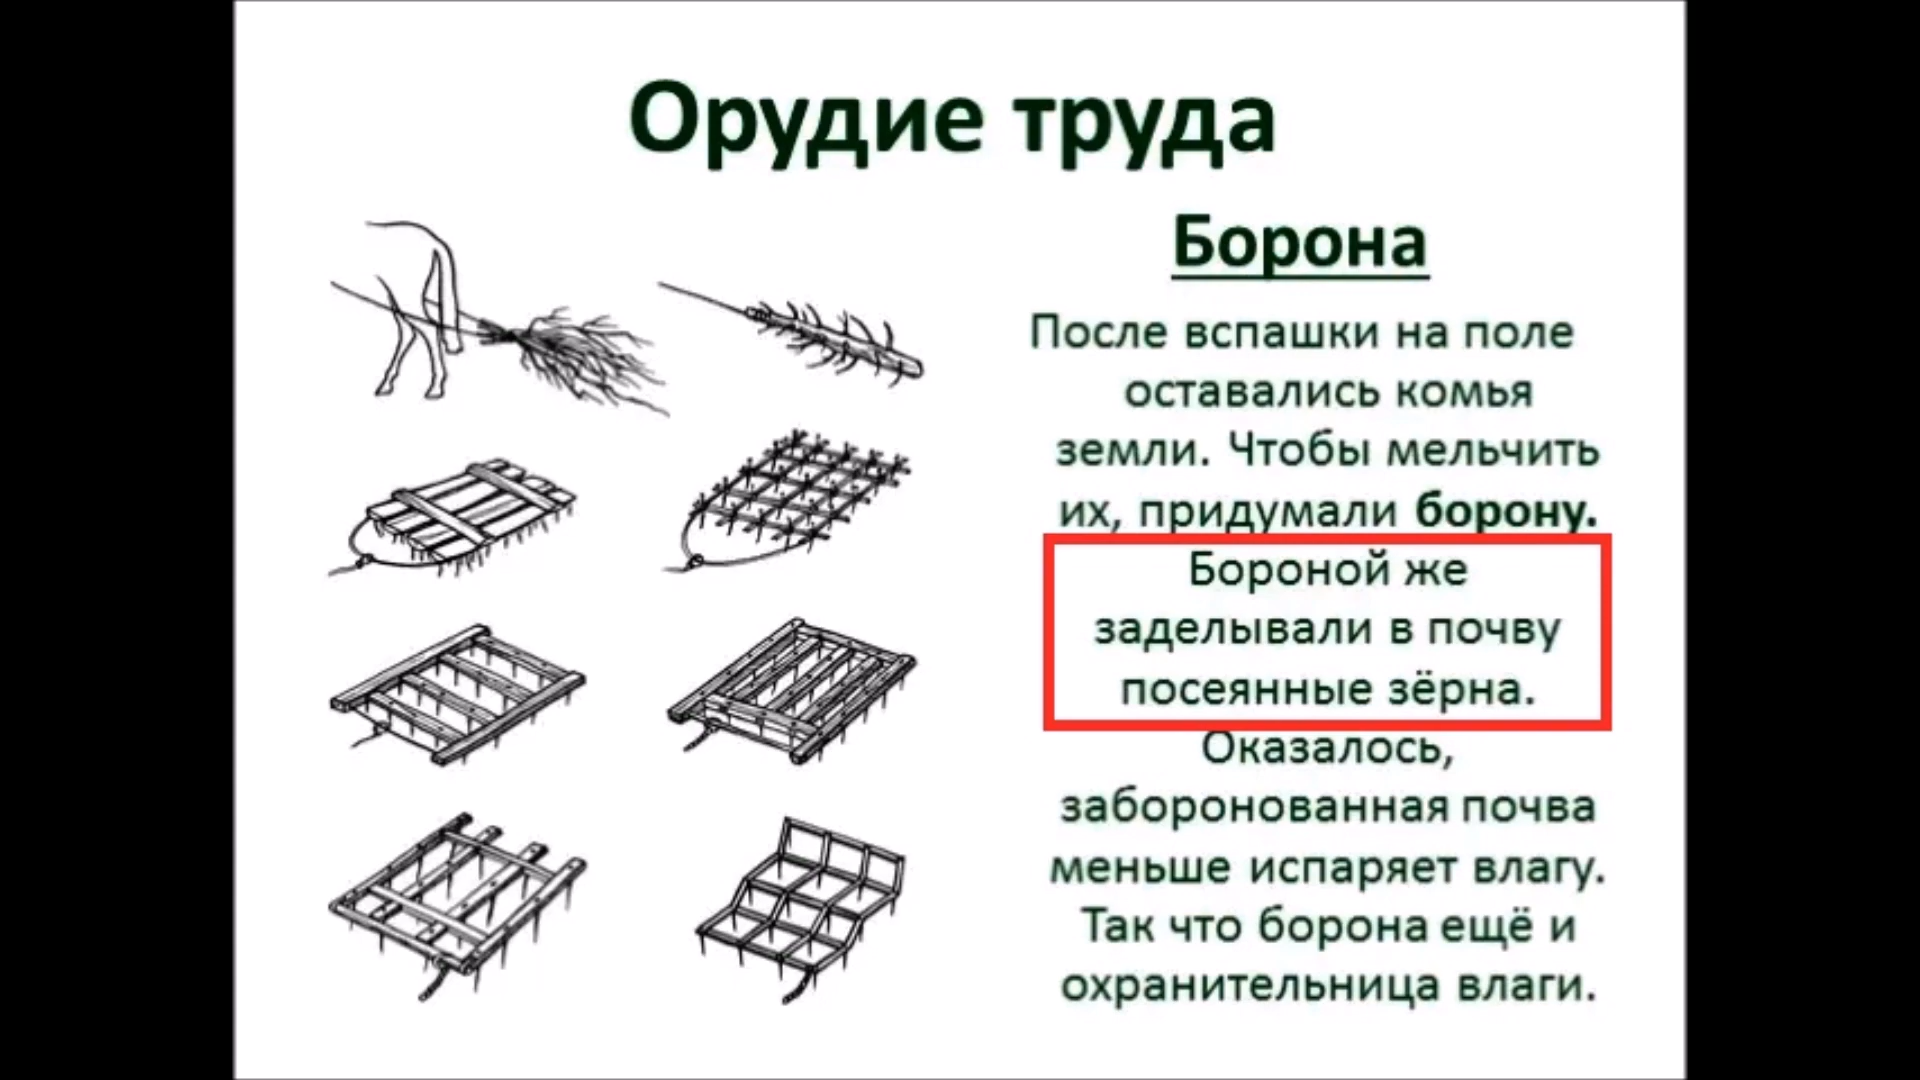 Орудие труда
Борона
После вспашки на поле
оставались комья
земли. Чтобы мельчить
их, придумали борону.
Бороной же
заделывали в почву
посеянные зёрна.
Оказалось,
заборонованная почва
меньше испаряет влагу.
Так что борона ещё и
охранительница влаги.